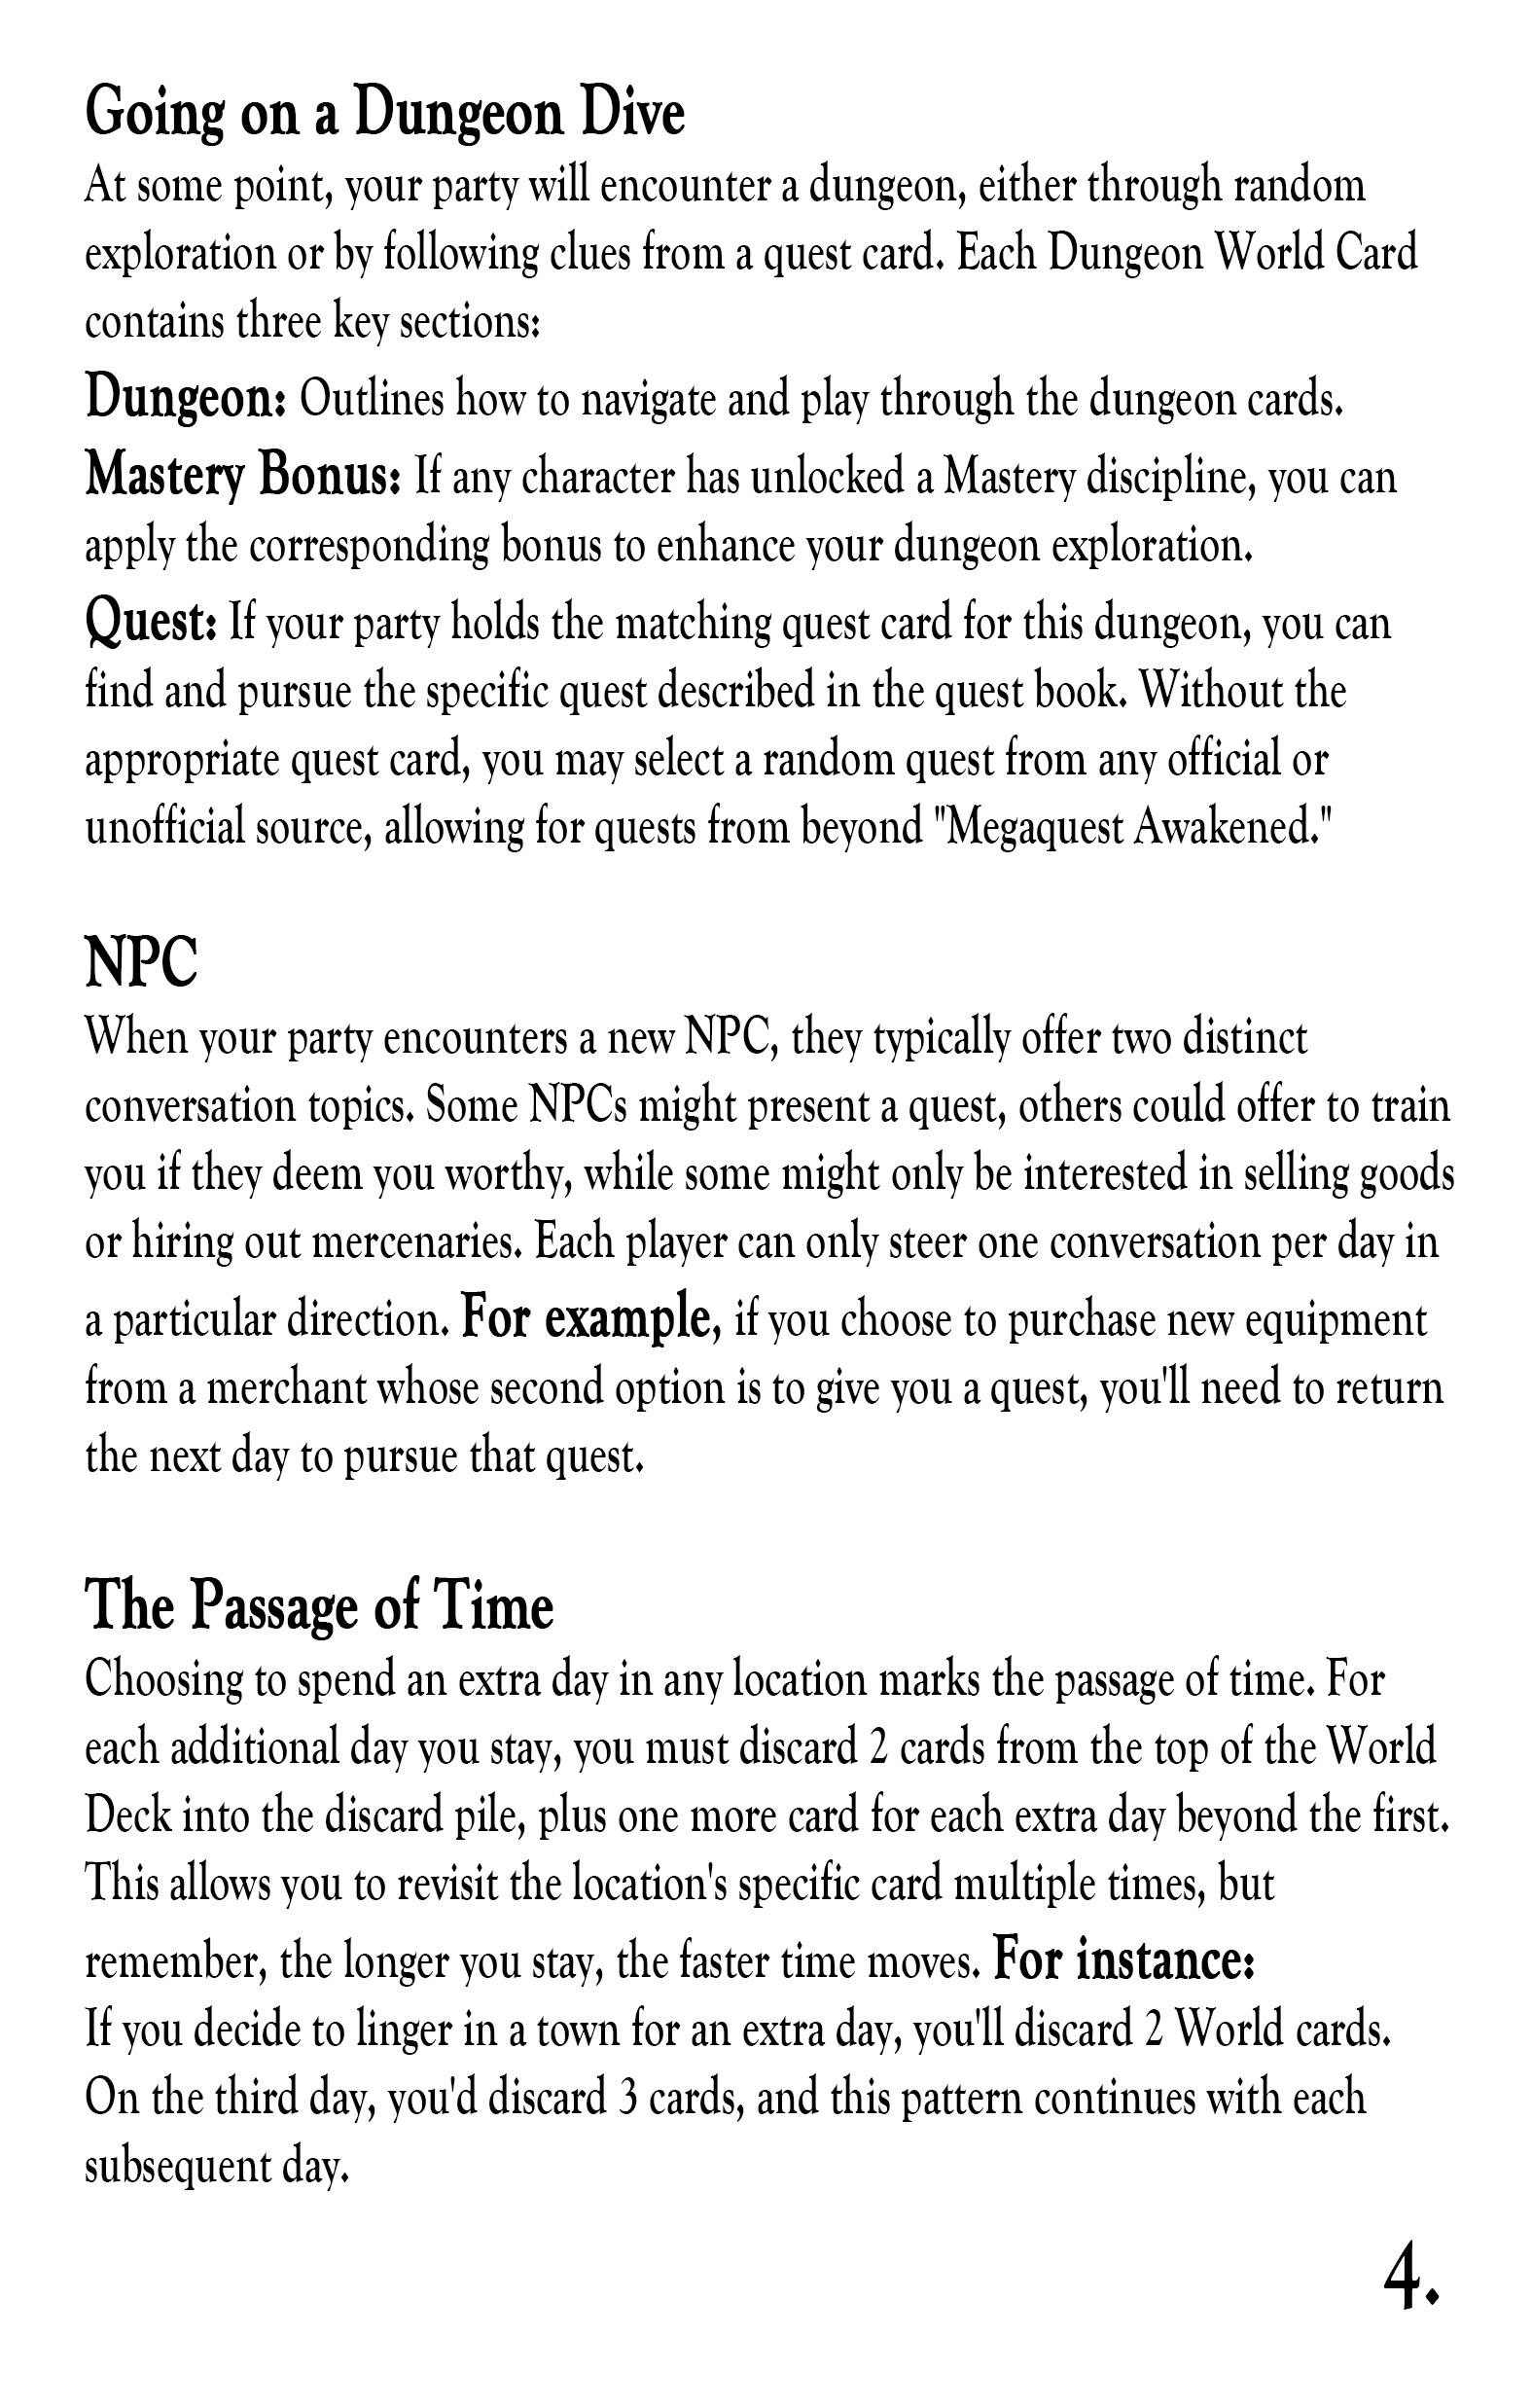 Going on a Dungeon Dive
At some point, your party will encounter a dungeon, either through random
exploration or by following clues from a quest card. Each Dungeon World Card
contains three key sections:
Dungeon: Outlines how to navigate and play through the dungeon cards.
Mastery Bonus: If any character has unlocked a Mastery discipline, you can
apply the corresponding bonus to enhance your dungeon exploration.
Quest: If your party holds the matching quest card for this dungeon, you can
find and pursue the specific quest described in the quest book. Without the
appropriate quest card, you may select a random quest from any official or
unofficial source, allowing for quests from beyond "Megaquest Awakened."
NPC
When your party encounters a new NPC, they typically offer two distinct
conversation topics. Some NPCs might present a quest, others could offer to train
you if they deem you worthy, while some might only be interested in selling goods
or hiring out mercenaries. Each player can only steer one conversation per day in
a particular direction. For example, if you choose to purchase new equipment
from a merchant whose second option is to give you a quest, you'll need to return
the next day to pursue that quest.
The Passage of Time
Choosing to spend an extra day in any location marks the passage of time. For
each additional day you stay, you must discard 2 cards from the top of the World
Deck into the discard pile, plus one more card for each extra day beyond the first.
This allows you to revisit the location's specific card multiple times, but
remember, the longer you stay, the faster time moves. For instance:
If you decide to linger in a town for an extra day, you'll discard 2 World cards.
On the third day, you'd discard 3 cards, and this pattern continues with each
subsequent day.
4.